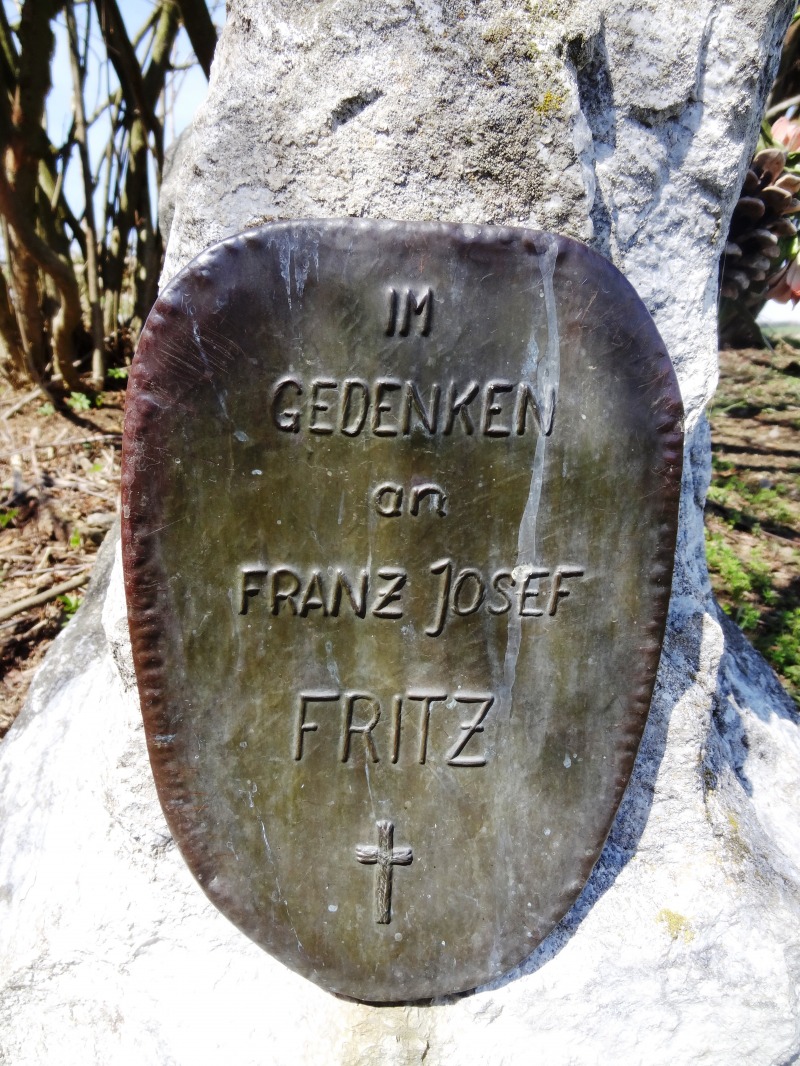 IM
GEDENKEN
an
FRANZ JOSEF
FRITZ